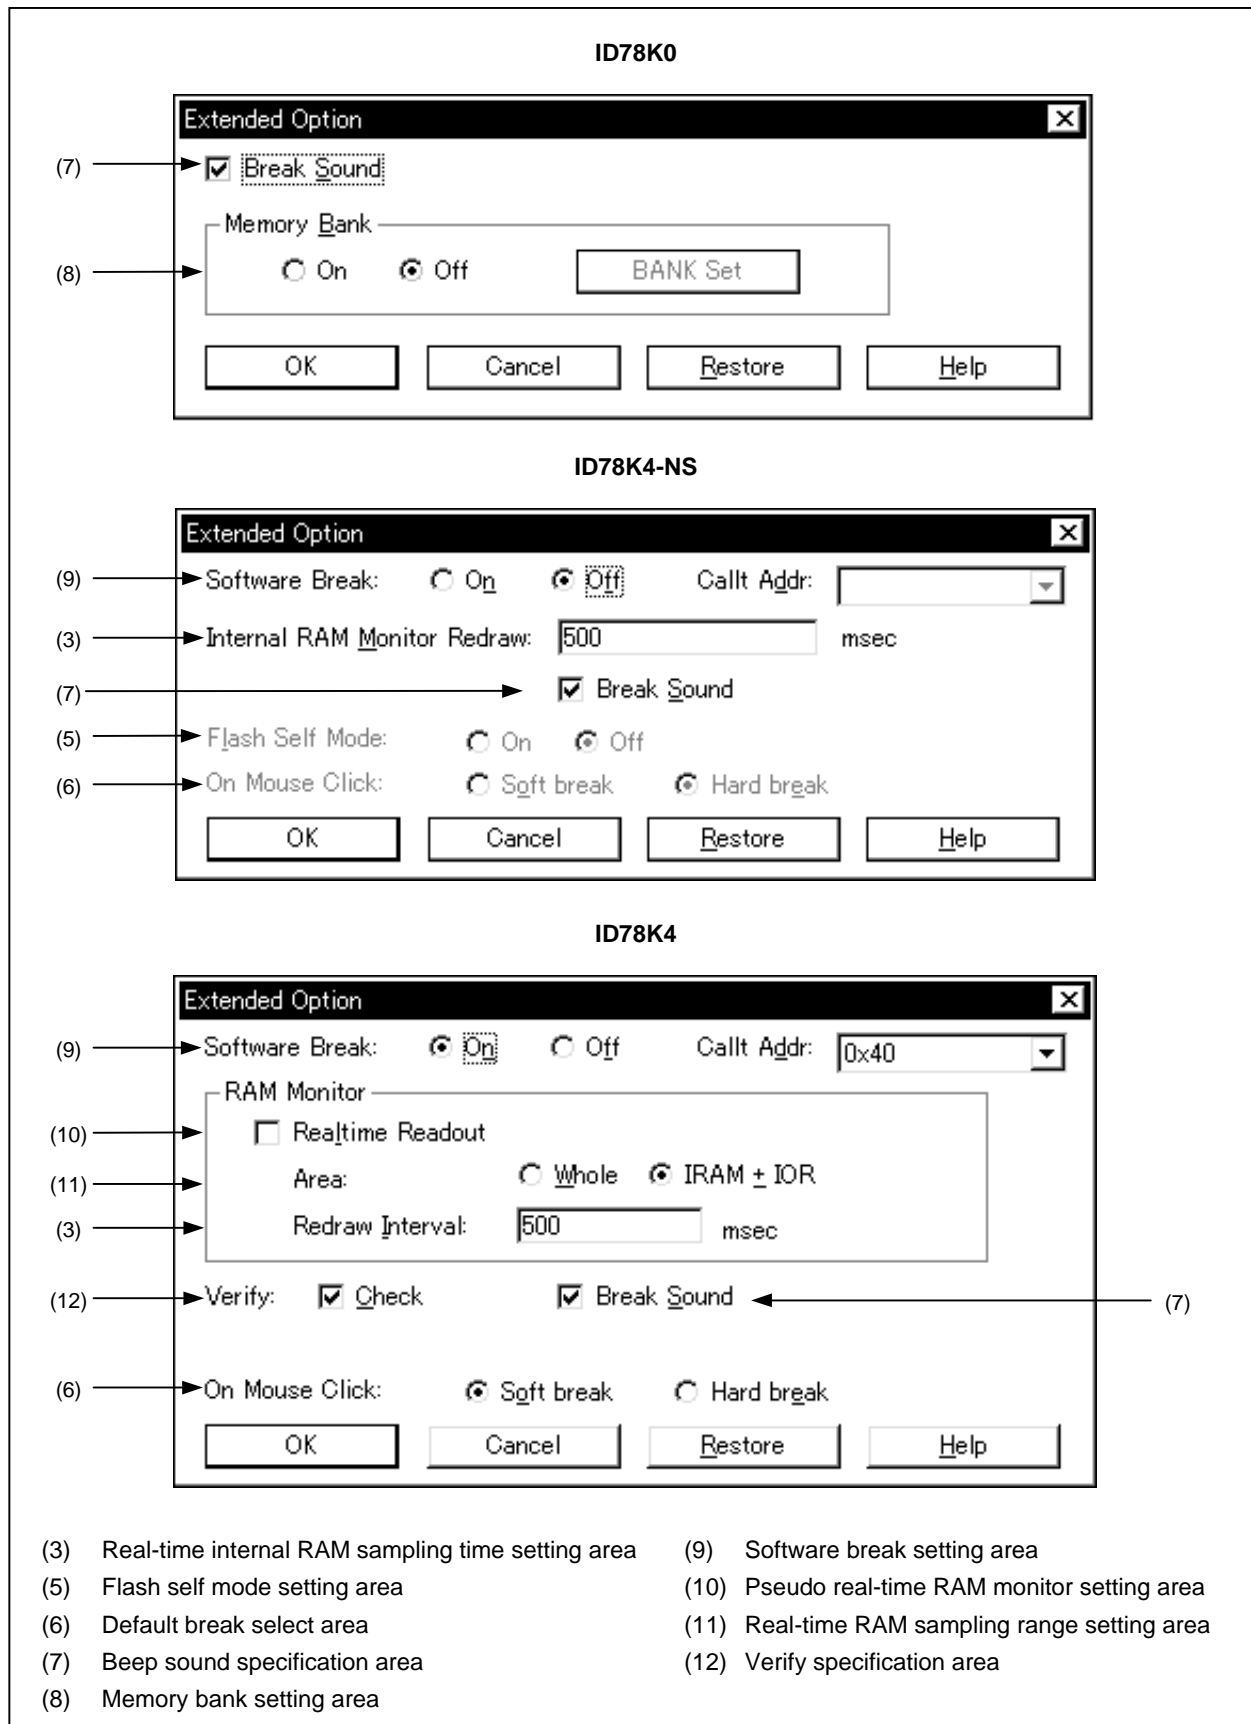 ID78K0
Extended Option
(7) Break Sound
Memory Bank
(8) On Off BANK Set
OK Cancel Restore Help
ID78K4-NS
Extended Option
(9) Software Break: On Off Callt Addr:
(3) Internal RAM Monitor Redraw: 500 msec
(7) Break Sound
(5) Flash Self Mode: On Off
(6) On Mouse Click: Soft break Hard break
OK Cancel Restore Help
ID78K4
Extended Option
(9) Software Break: On Off Callt Addr: 0x40
RAM Monitor
(10) Realtime Readout
(11) Area: Whole IRAM + IOR
(3) Redraw Interval: 500 msec
(12) Verify: Check Break Sound (7)
(6) On Mouse Click: Soft break Hard break
OK Cancel Restore Help
(3) Real-time internal RAM sampling time setting area
(5) Flash self mode setting area
(6) Default break select area
(7) Beep sound specification area
(8) Memory bank setting area
(9) Software break setting area
(10) Pseudo real-time RAM monitor setting area
(11) Real-time RAM sampling range setting area
(12) Verify specification area